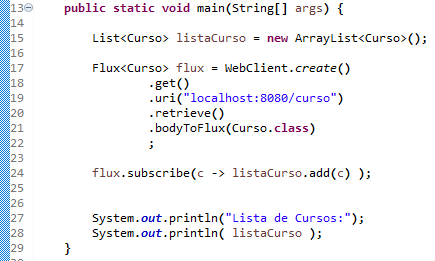 13 public static void main(String[] args) {
14
15 List<Curso> listaCurso = new ArrayList<Curso>();
16
17 Flux<Curso> flux = WebClient.create()
18 .get()
19 .uri("localhost:8080/curso")
20 .retrieve()
21 .bodyToFlux(Curso.class)
22 ;
23
24 flux.subscribe(c -> listaCurso.add(c) );
25
26
27 System.out.println("Lista de Cursos:");
28 System.out.println( listaCurso );
29 }